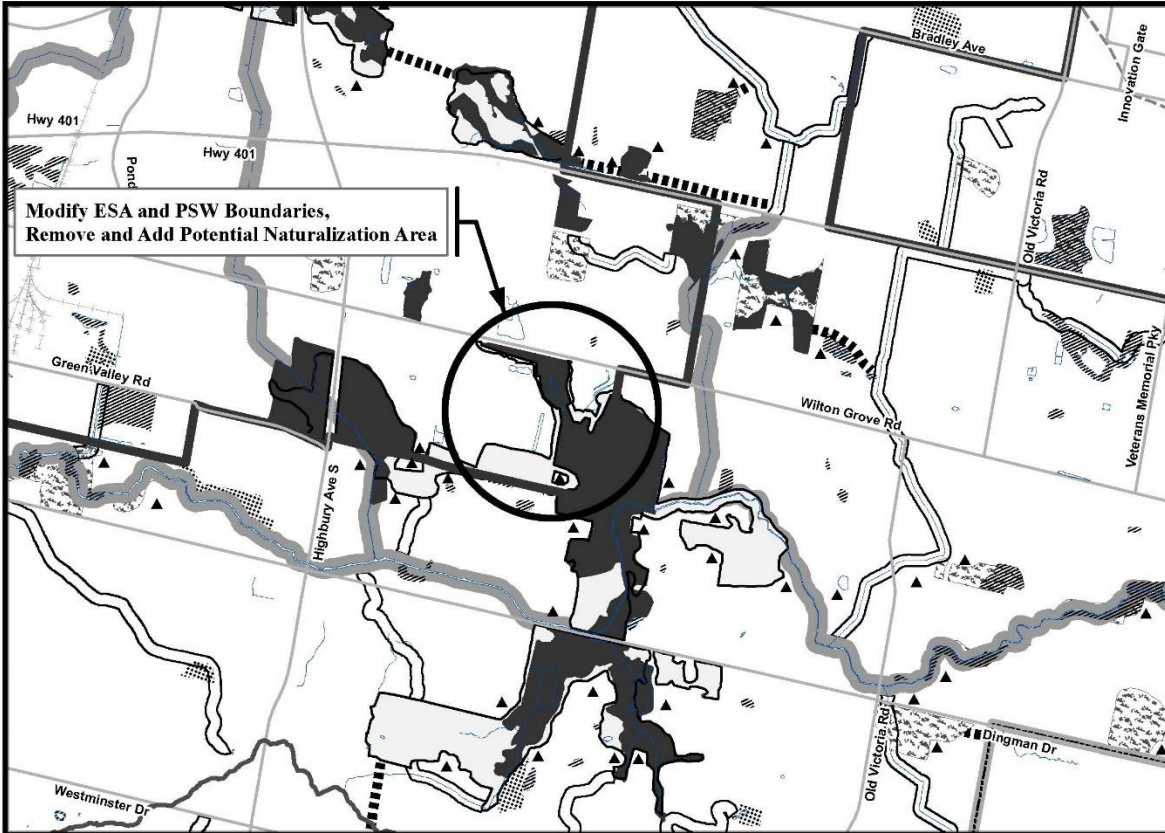 Bradley Ave
Innovation Gate
Hwy 401
Hwy 401
Pond
Old Victoria Rd
Modify ESA and PSW Boundaries,
Remove and Add Potential Naturalization Area
Green Valley Rd
Wilton Grove Rd
Veterans Memorial Pky
Highbury Ave S
Old Victoria Rd
Dingman Dr
Westminster Dr